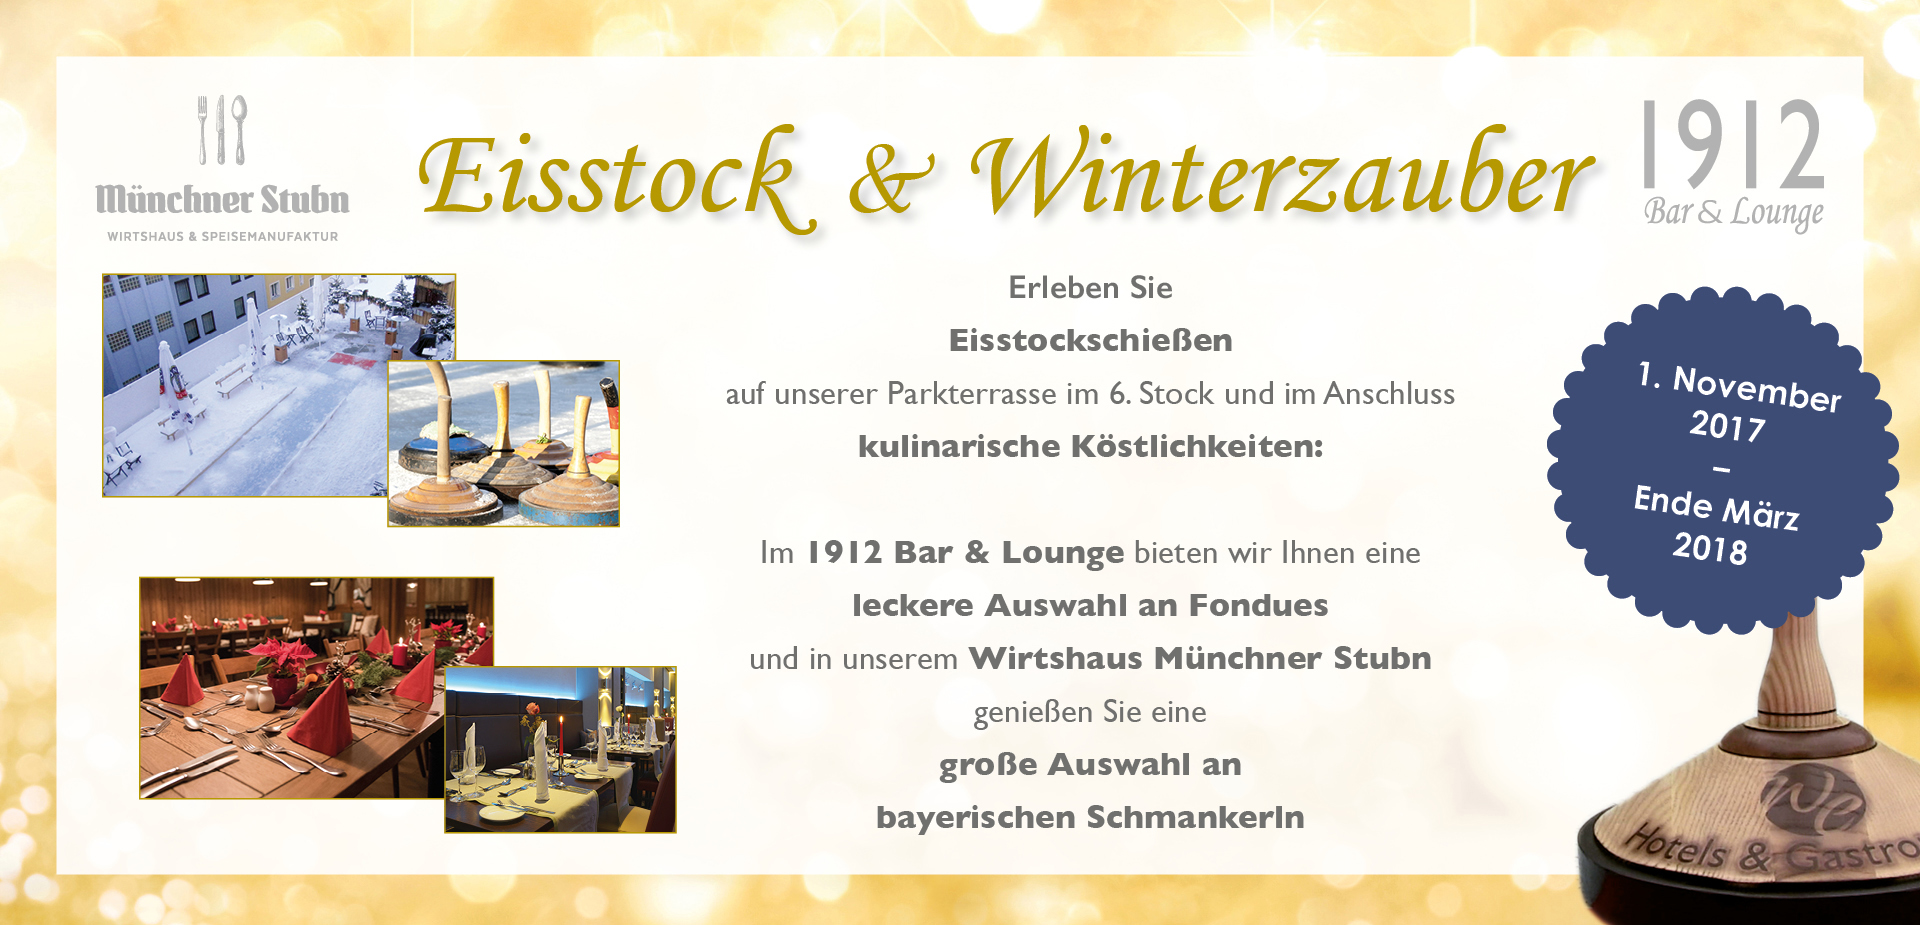 Münchner Stubn
WIRTSHAUS & SPEISEMANUFAKTUR
Eisstock & Winterzauber
1912
Bar & Lounge
Erleben Sie
Eisstockschießen
auf unserer Parkterrasse im 6. Stock und im Anschluss
kulinarische Köstlichkeiten:
Im 1912 Bar & Lounge bieten wir Ihnen eine
leckere Auswahl an Fondues
und in unserem Wirtshaus Münchner Stubn
genießen Sie eine
große Auswahl an
bayerischen Schmankerln
1. November
2017
–
Ende März
2018
Hotels & Gastro